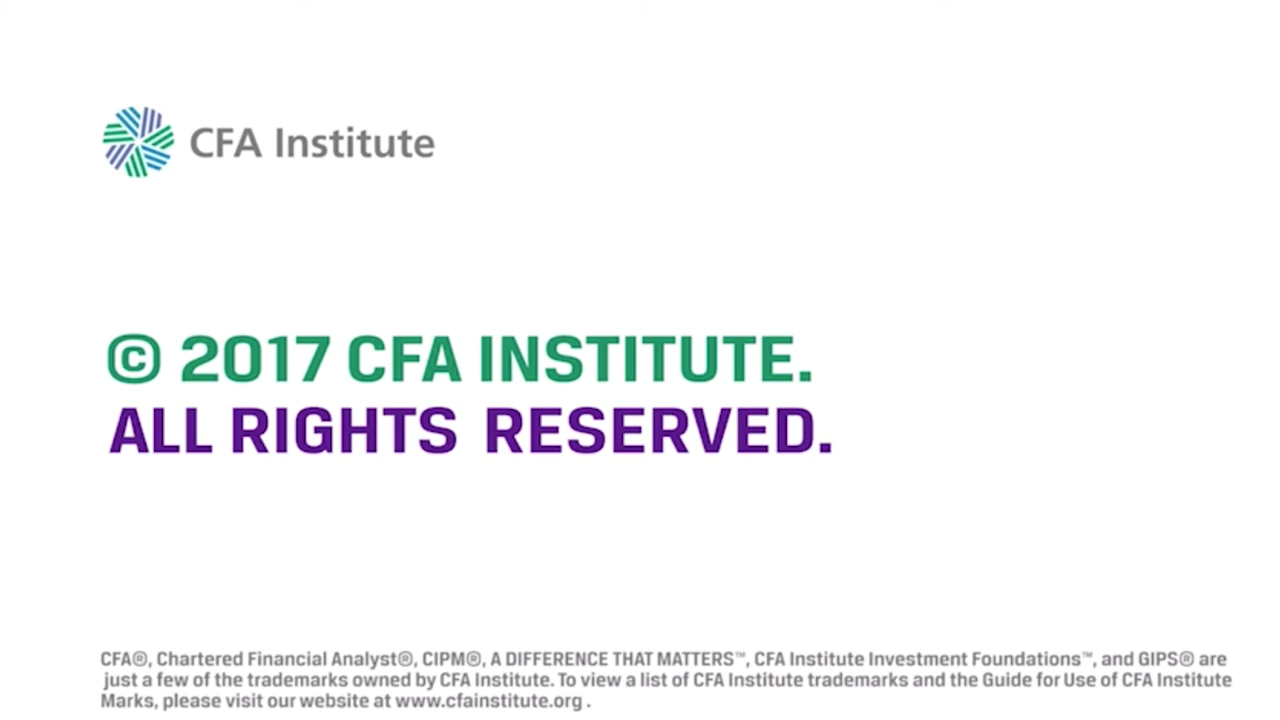 CFA Institute
© 2017 CFA INSTITUTE.
ALL RIGHTS RESERVED.
CFA®, Chartered Financial Analyst®, CIPM®, A DIFFERENCE THAT MATTERS™, CFA Institute Investment Foundations™, and GIPS® are
just a few of the trademarks owned by CFA Institute. To view a list of CFA Institute trademarks and the Guide for Use of CFA Institute
Marks, please visit our website at www.cfainstitute.org .